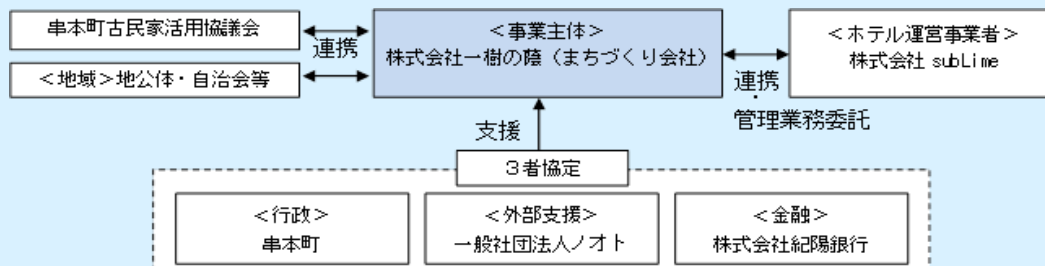 串本町古民家活用協議会
＜地域＞地公体・自治会等
連携
＜事業主体＞
株式会社一樹の蔭（まちづくり会社）
＜ホテル運営事業者＞
株式会社 subLime
連携
・
管理業務委託
支援
３者協定
＜行政＞
串本町
＜外部支援＞
一般社団法人ノオト
＜金融＞
株式会社紀陽銀行